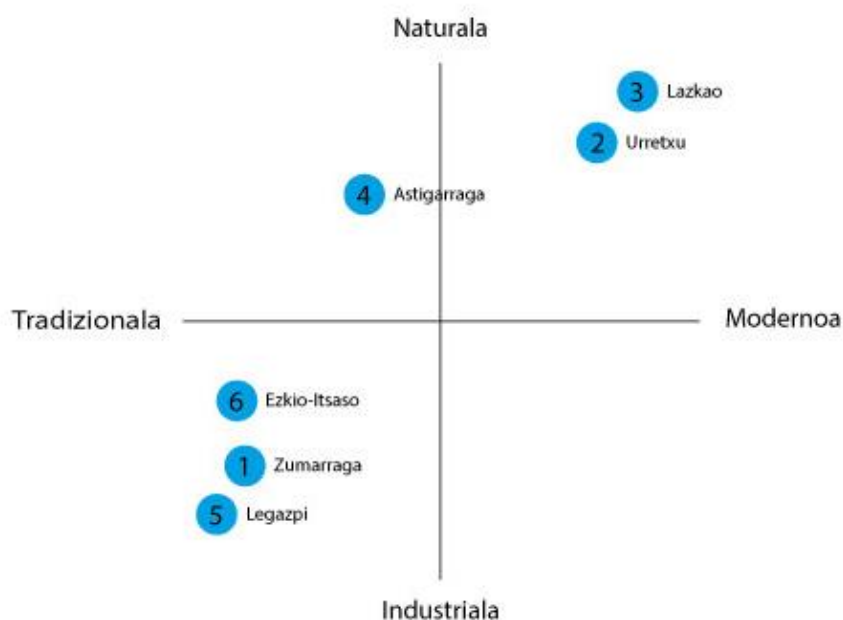 Naturala
3 Lazkao
2 Urretxu
4 Astigarraga
Tradizionala
Modernoa
6 Ezkio-Itsaso
1 Zumarraga
5 Legazpi
Industriala